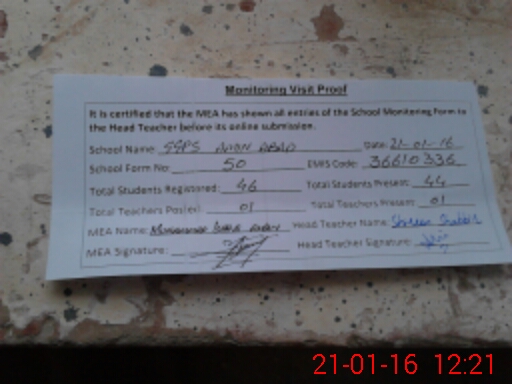 Monitoring Visit Proof
It is certified that the MEA has shown all entries of the School Monitoring Form to
the Head Teacher before its online submission.
School Name: Date: 21-01-16
School Form No: 50 EMIS Code: 36610336
Total Students Registered: 46 Total Students Present: 44
Total Teachers Posted: 01 Total Teachers Present: 01
MEA Name: Head Teacher Name:
MEA Signature: Head Teacher Signature:
21-01-16 12:21